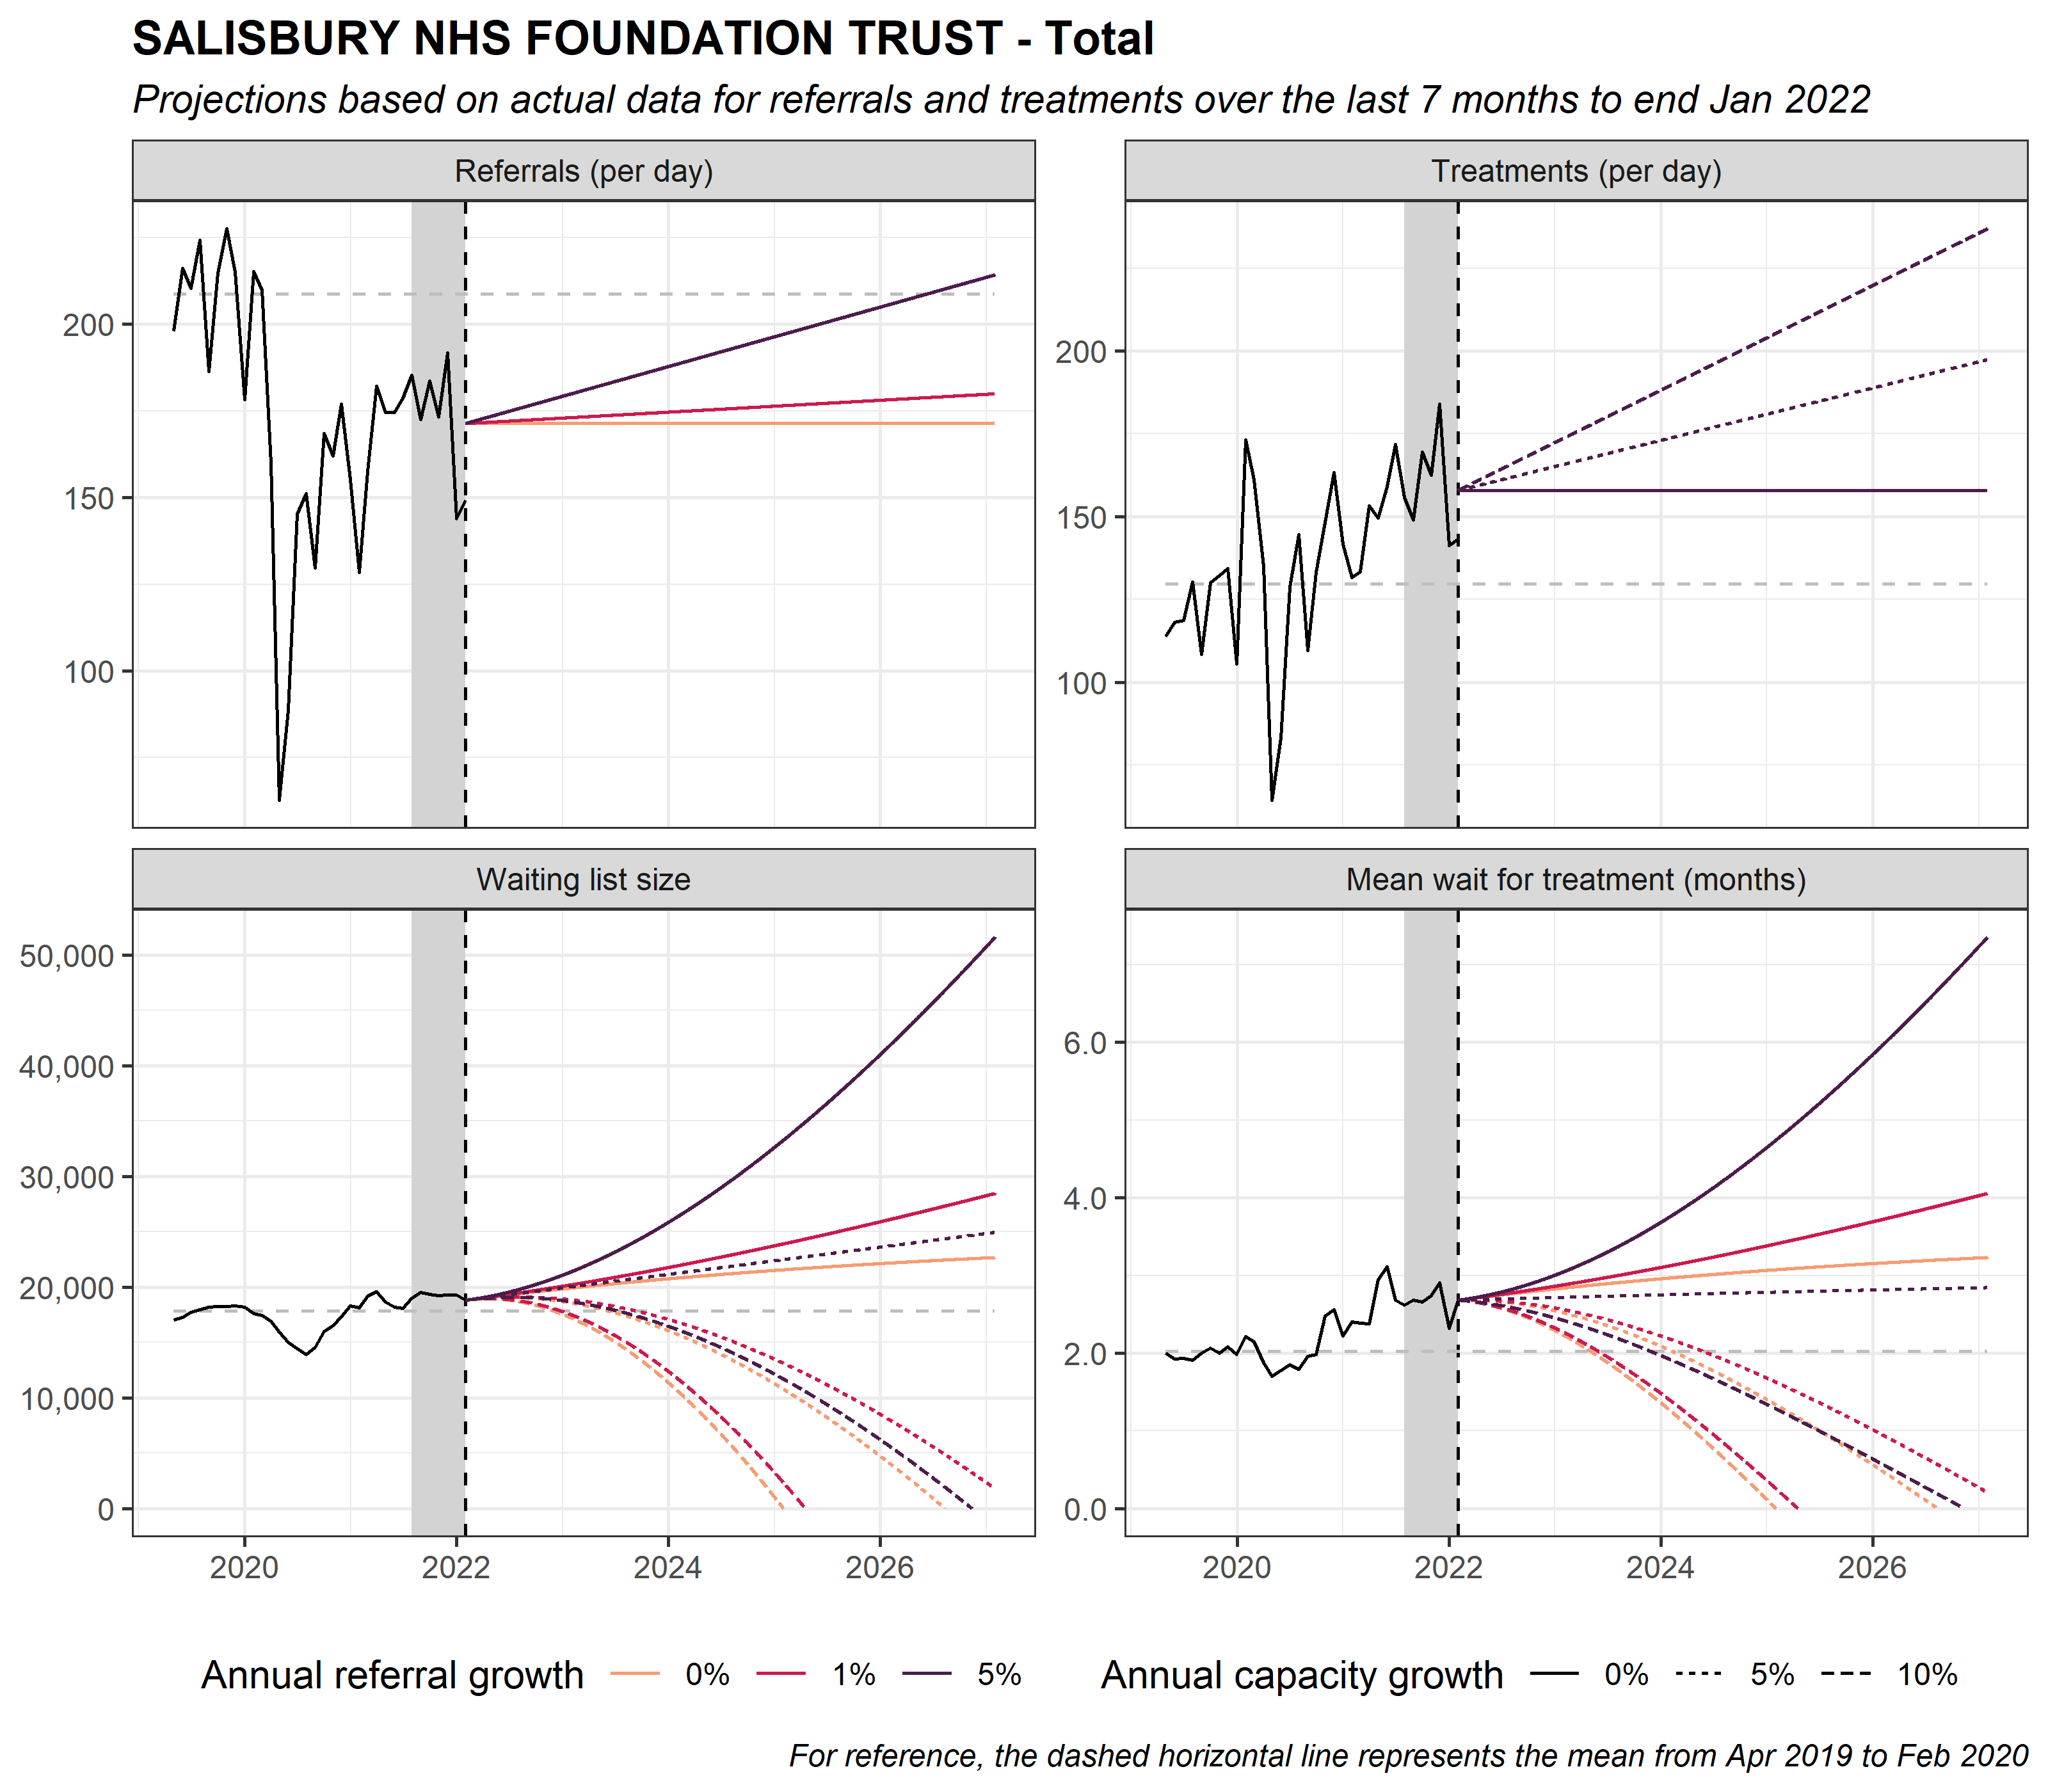 SALISBURY NHS FOUNDATION TRUST - Total
Projections based on actual data for referrals and treatments over the last 7 months to end Jan 2022
Referrals (per day)
200
150
100
Treatments (per day)
200
150
100
Waiting list size
50,000
40,000
30,000
20,000
10,000
0
2020 2022 2024 2026
Mean wait for treatment (months)
6.0
4.0
2.0
0.0
2020 2022 2024 2026
Annual referral growth 0% 1% 5%
Annual capacity growth 0% 5% 10%
For reference, the dashed horizontal line represents the mean from Apr 2019 to Feb 2020